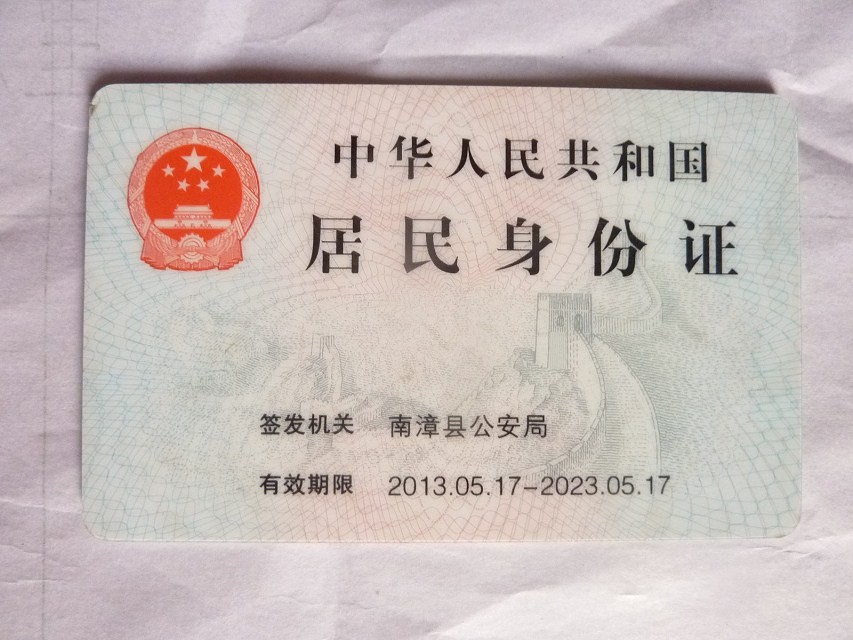 中华人民共和国
居民身份证
签发机关 南漳县公安局
有效期限 2013.05.17-2023.05.17